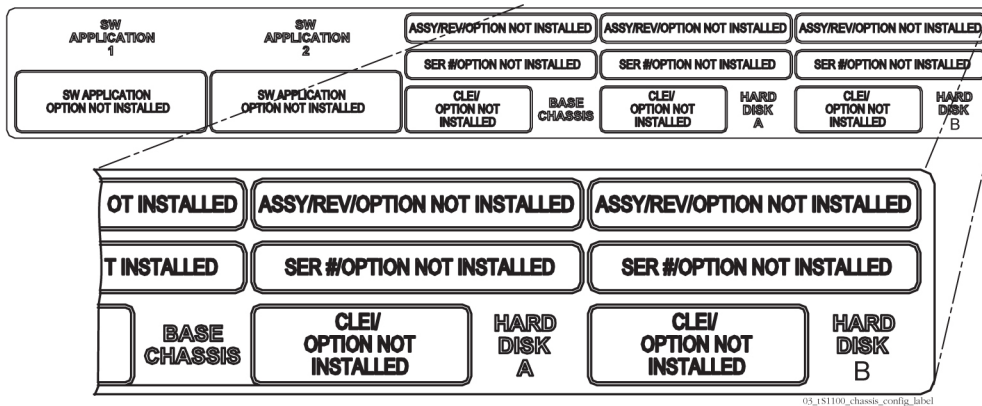 SW
APPLICATION
1
SW
APPLICATION
2
ASSY/REV/OPTION NOT INSTALLED
ASSY/REV/OPTION NOT INSTALLED
ASSY/REV/OPTION NOT INSTALLED
SER #/OPTION NOT INSTALLED
SER #/OPTION NOT INSTALLED
SER #/OPTION NOT INSTALLED
SW APPLICATION
OPTION NOT INSTALLED
SW APPLICATION
OPTION NOT INSTALLED
CLEI/
OPTION NOT
INSTALLED
BASE
CHASSIS
CLEI/
OPTION NOT
INSTALLED
HARD
DISK
A
CLEI/
OPTION NOT
INSTALLED
HARD
DISK
B
OT INSTALLED
ASSY/REV/OPTION NOT INSTALLED
ASSY/REV/OPTION NOT INSTALLED
T INSTALLED
SER #/OPTION NOT INSTALLED
SER #/OPTION NOT INSTALLED
BASE
CHASSIS
CLEI/
OPTION NOT
INSTALLED
HARD
DISK
A
CLEI/
OPTION NOT
INSTALLED
HARD
DISK
B
03_tS1100_chassis_config_label